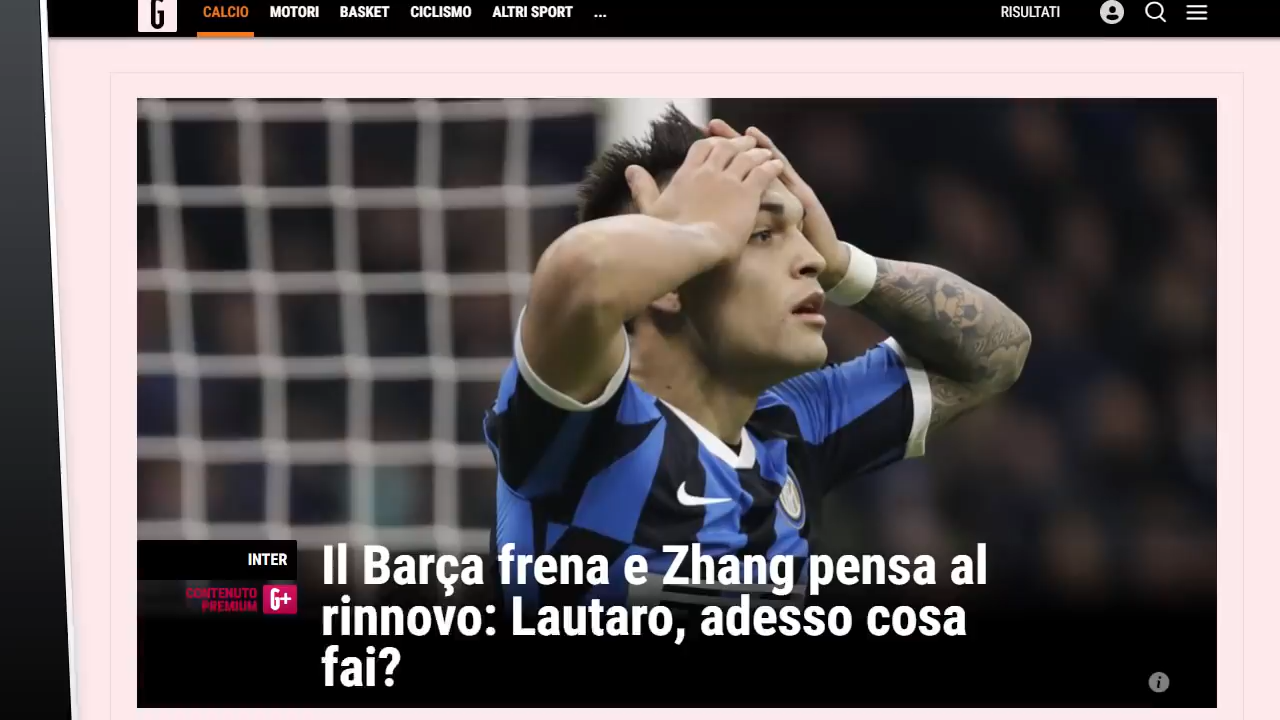 G
CALCIO MOTORI BASKET CICLISMO ALTRI SPORT ... RISULTATI
INTER
CONTENUTO
PREMIUM G+
Il Barça frena e Zhang pensa al
rinnovo: Lautaro, adesso cosa
fai?